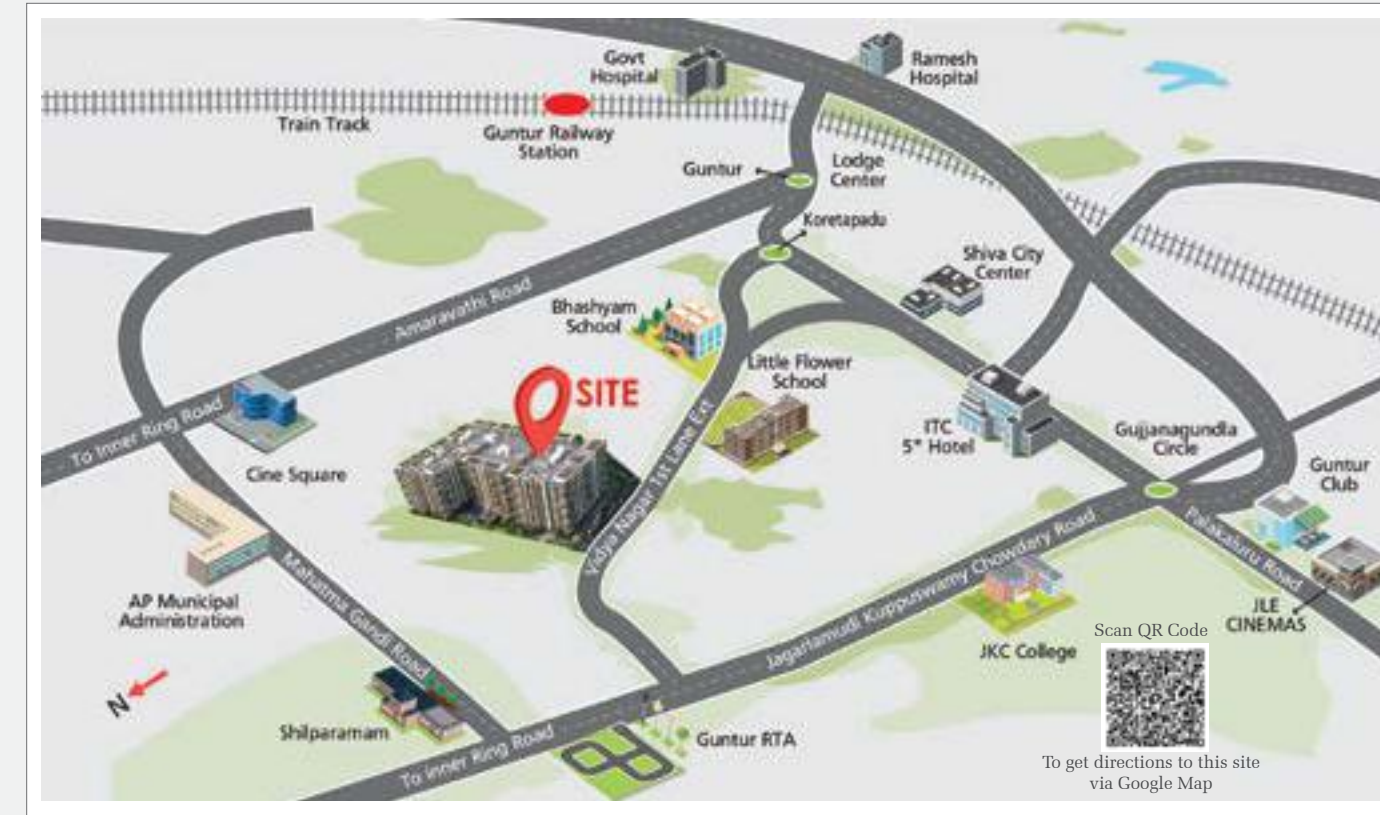 Govt
Hospital
Ramesh
Hospital
Train Track
Guntur Railway
Station
Guntur
Lodge
Center
Koretapadu
Shiva City
Center
Amaravathi Road
Bhashyam
School
Little Flower
School
SITE
To Inner Ring Road
Cine Square
ITC
5* Hotel
Gujjanagundla
Circle
Guntur
Club
Vidya Nagar 1st Lane Ext
Palakaluru Road
Mahatma Gandi Road
Jagarlamudi Kuppuswamy Chowdary Road
AP Municipal
Administration
JLE
CINEMAS
JKC College
Scan QR Code
N
Shilparamam
Guntur RTA
To Inner Ring Road
To get directions to this site
via Google Map